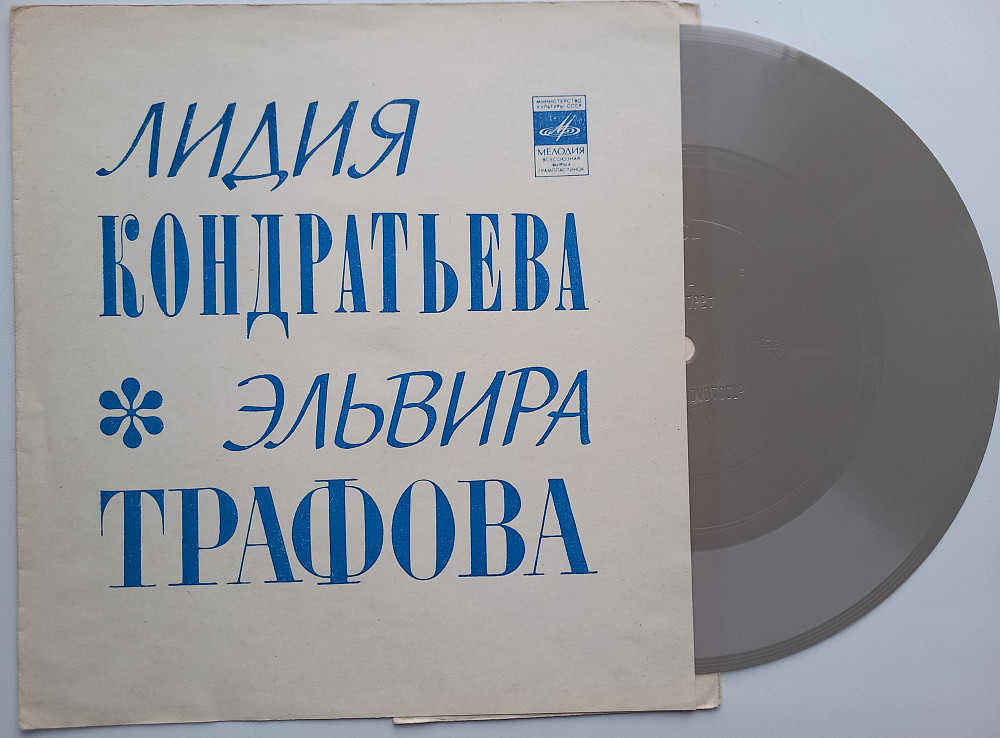 ЛИДИЯ
КОНДРАТЬЕВА
ЭЛЬВИРА
ТРАФОВА
МИНИСТЕРСТВО
КУЛЬТУРЫ СССР
МЕЛОДИЯ
ВСЕСОЮЗНАЯ
ФИРМА
ГРАМПЛАСТИНОК